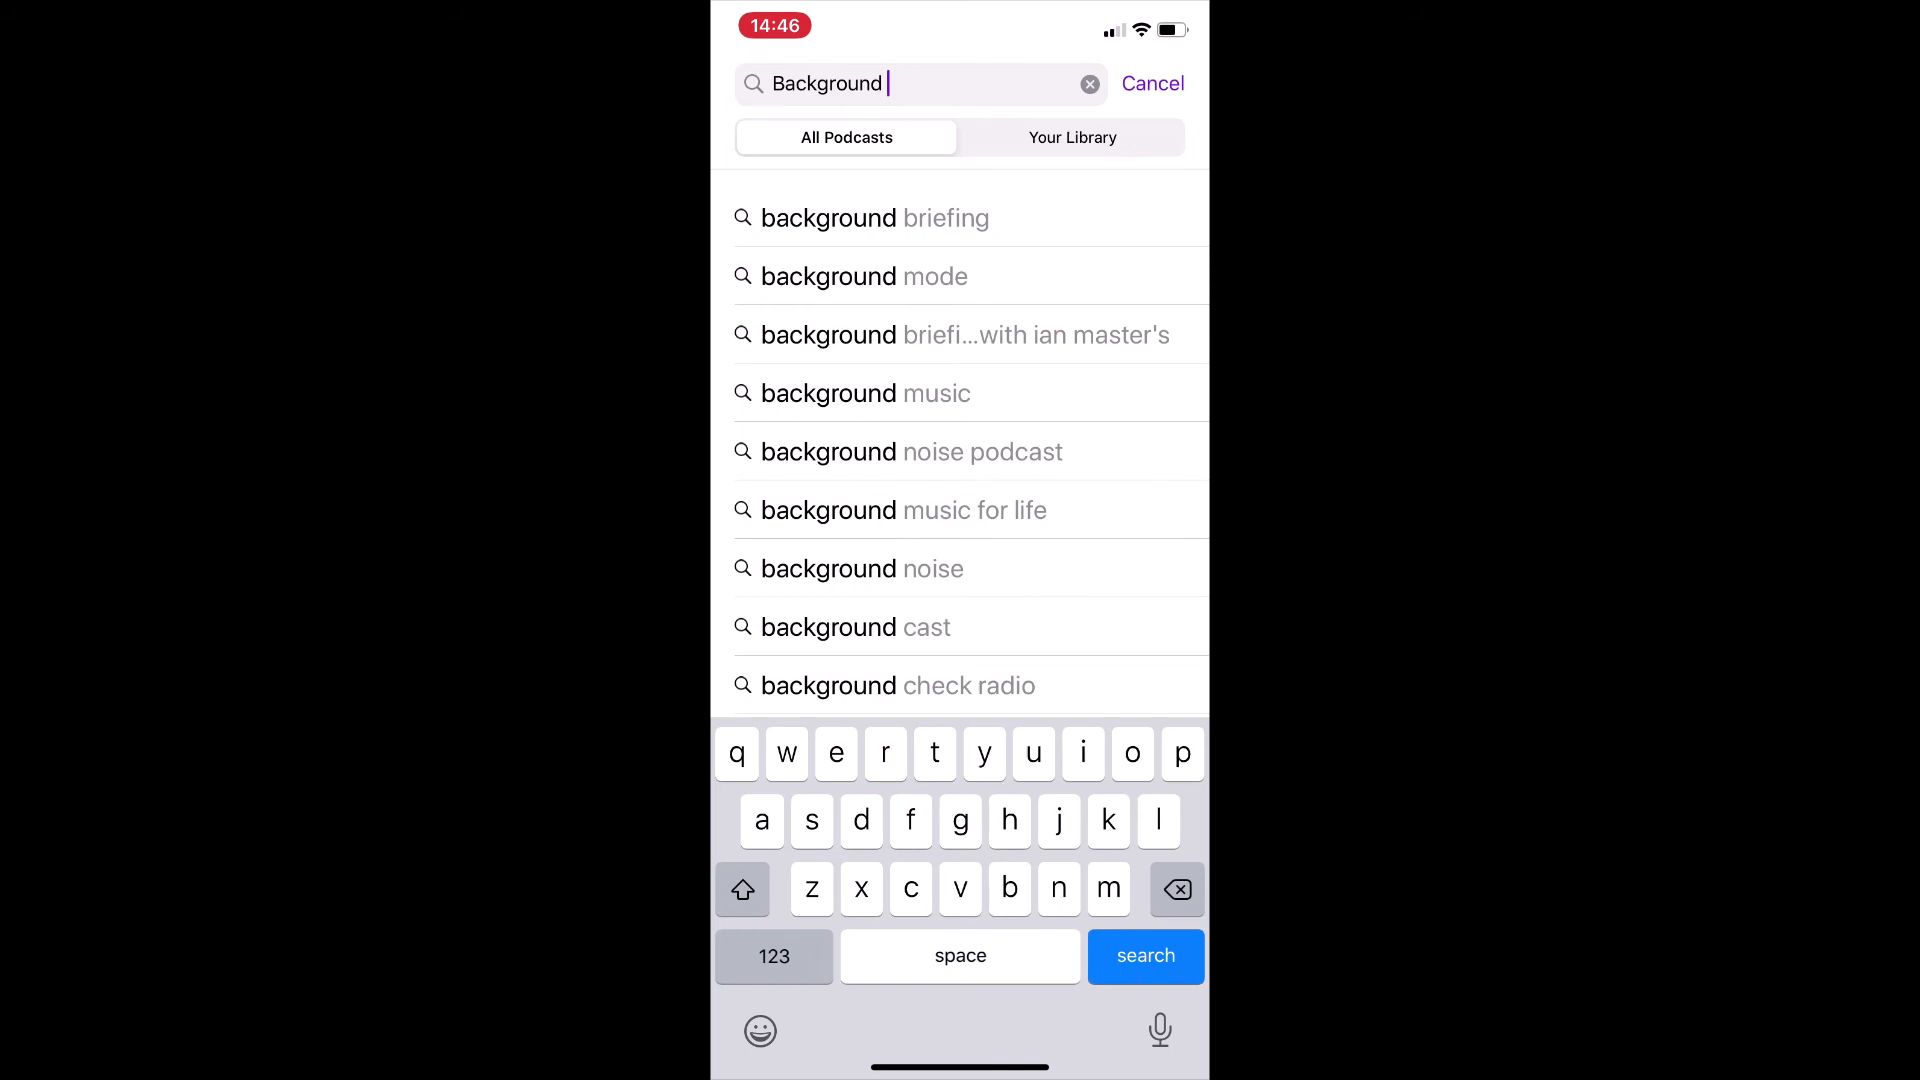 14:46
Background
Cancel
All Podcasts
Your Library
background briefing
background mode
background briefi...with ian master's
background music
background noise podcast
background music for life
background noise
background cast
background check radio
q w e r t y u i o p
a s d f g h j k l
z x c v b n m
123
space
search